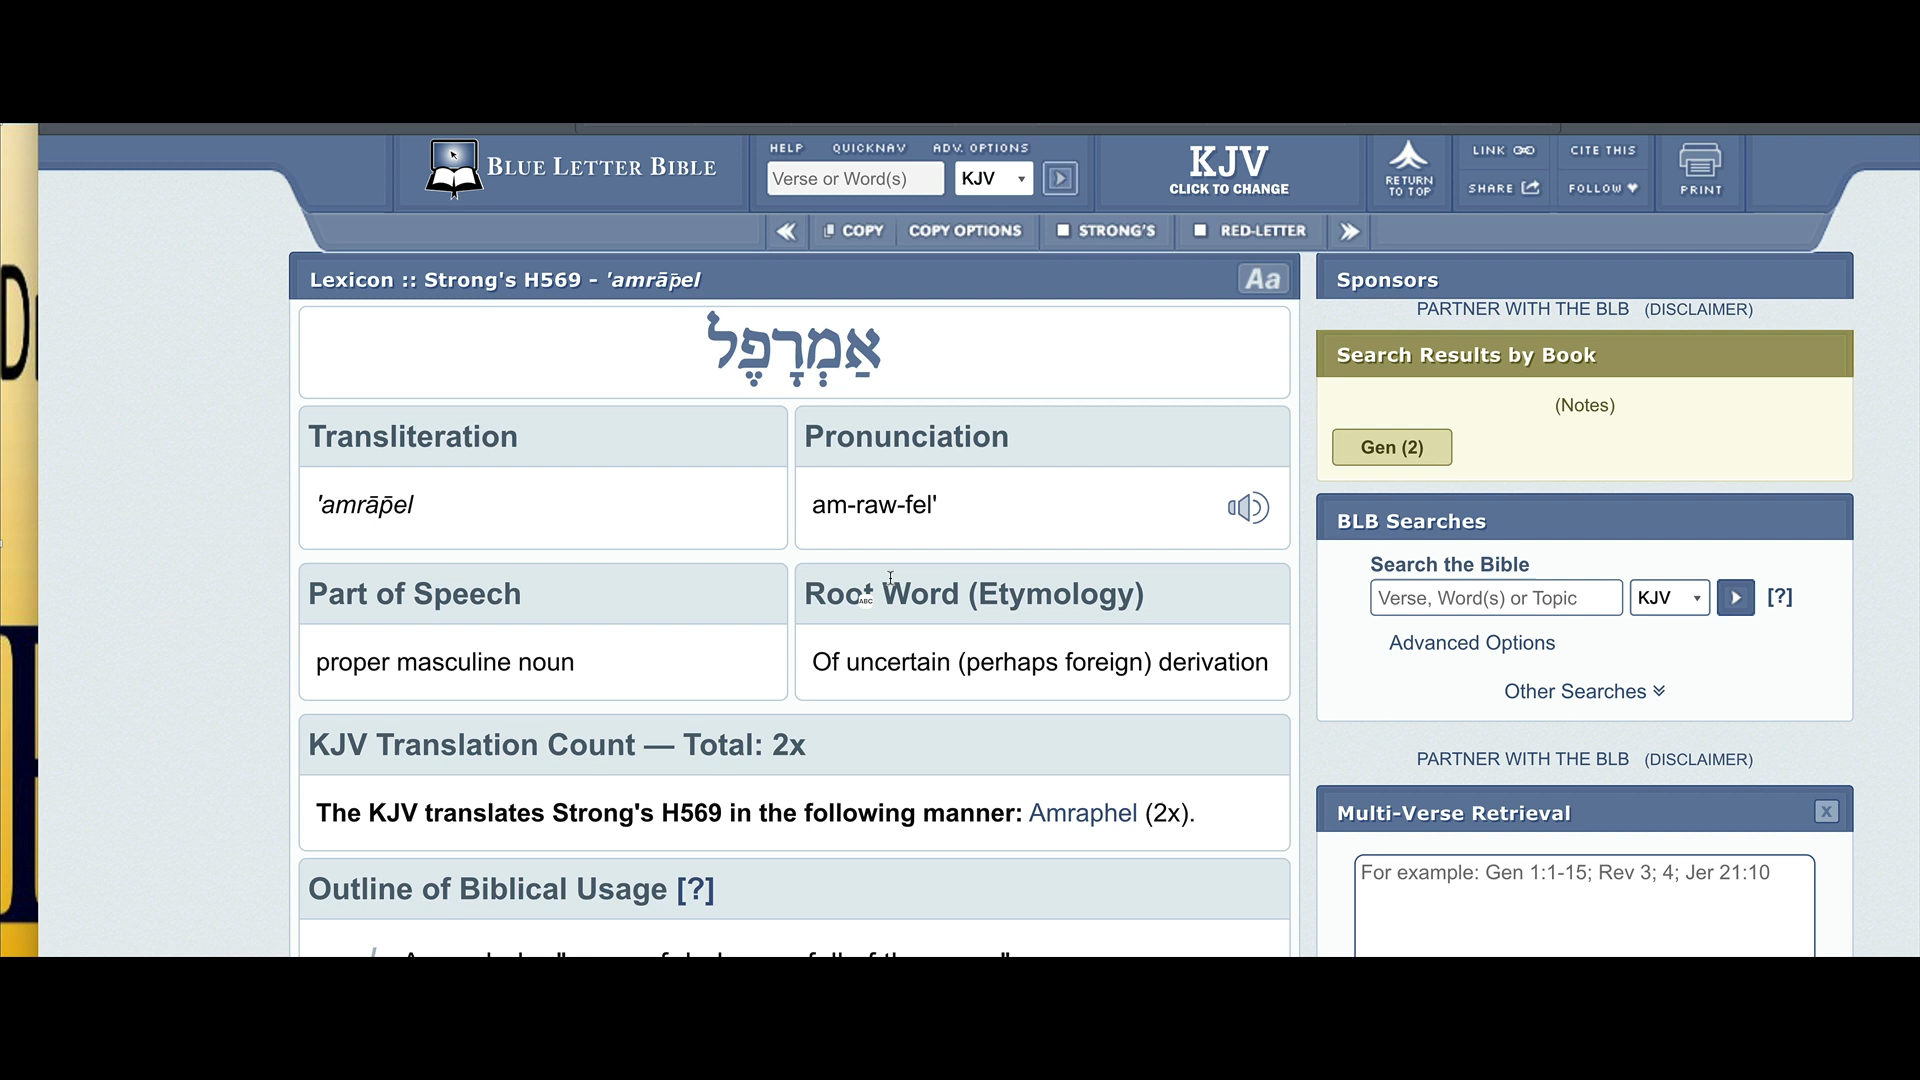 HELP QUICKNAV ADV. OPTIONS
BLUE LETTER BIBLE
Verse or Word(s) KJV
KJV
CLICK TO CHANGE
RETURN
TO TOP
LINK
CITE THIS
SHARE
FOLLOW
PRINT
COPY COPY OPTIONS STRONG'S RED-LETTER
Lexicon :: Strong's H569 - 'amrāp̄el
Aa
אַמְרָפֶל
Transliteration
'amrāp̄el
Pronunciation
am-raw-fel'
Part of Speech
proper masculine noun
Root Word (Etymology)
Of uncertain (perhaps foreign) derivation
KJV Translation Count — Total: 2x
The KJV translates Strong's H569 in the following manner: Amraphel (2x).
Outline of Biblical Usage [?]
Sponsors
PARTNER WITH THE BLB (DISCLAIMER)
Search Results by Book
(Notes)
Gen (2)
BLB Searches
Search the Bible
Verse, Word(s) or Topic KJV [?]
Advanced Options
Other Searches
PARTNER WITH THE BLB (DISCLAIMER)
Multi-Verse Retrieval X
For example: Gen 1:1-15; Rev 3; 4; Jer 21:10